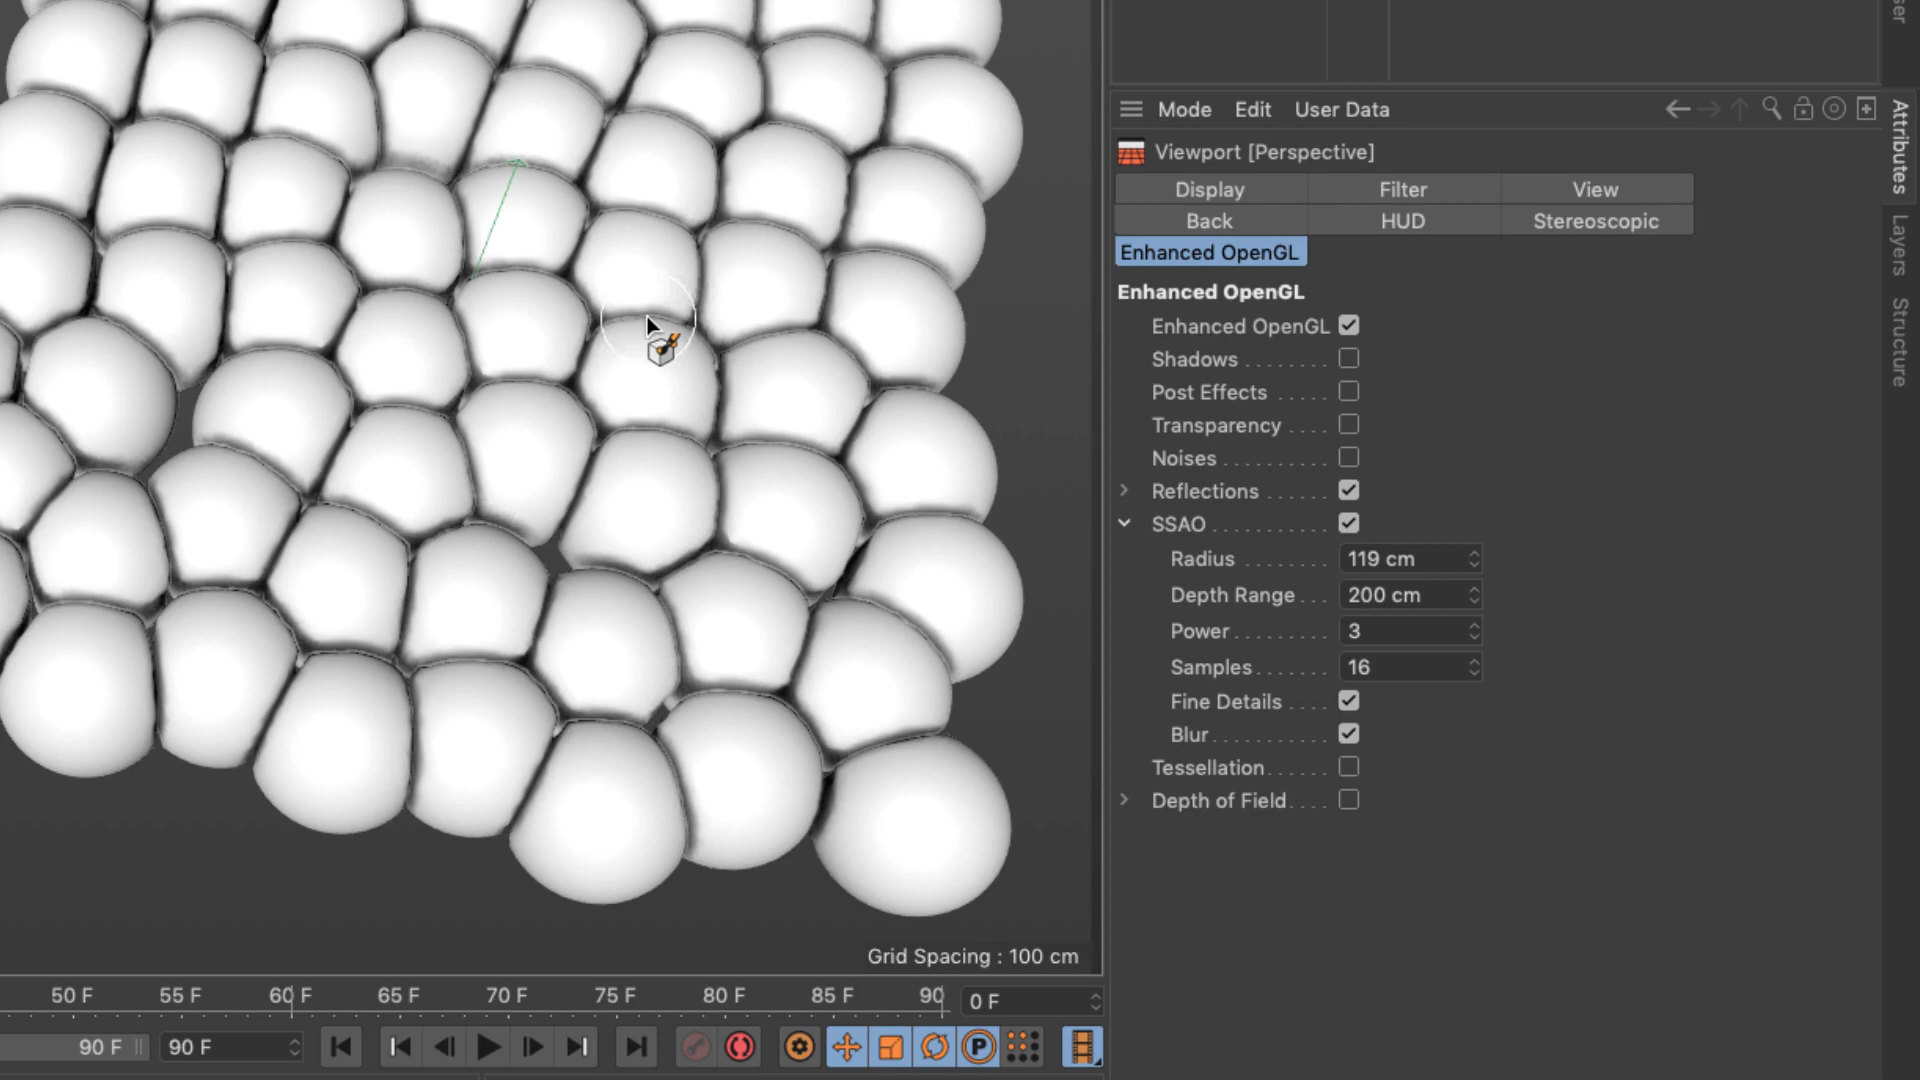 Mode Edit User Data
Viewport [Perspective]
Display Filter View
Back HUD Stereoscopic
Enhanced OpenGL
Enhanced OpenGL
Enhanced OpenGL
Shadows
Post Effects
Transparency
Noises
Reflections
SSAO
Radius 119 cm
Depth Range 200 cm
Power 3
Samples 16
Fine Details
Blur
Tessellation
Depth of Field
Attributes
Layers
Structure
Grid Spacing : 100 cm
50 F 55 F 60 F 65 F 70 F 75 F 80 F 85 F 90
0 F
90 F 90 F
P